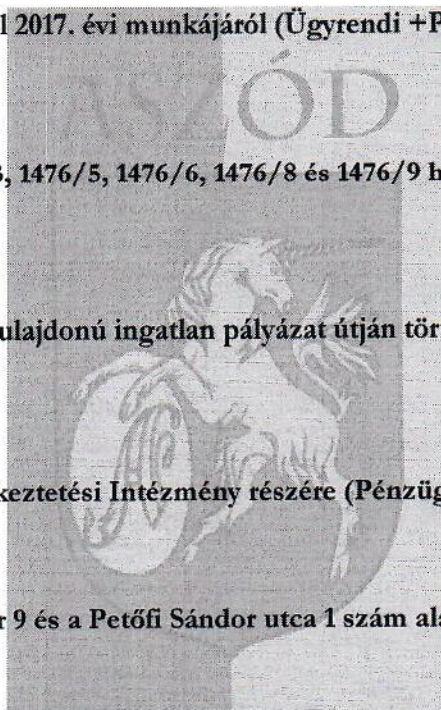 l 2017. évi munkájáról (Ügyrendi +P
ASZÓD
, 1476/5, 1476/6, 1476/8 és 1476/9 h
ulajdonú ingatlan pályázat útján tör
keztetési Intézmény részére (Pénzüg
r 9 és a Petőfi Sándor utca 1 szám ala